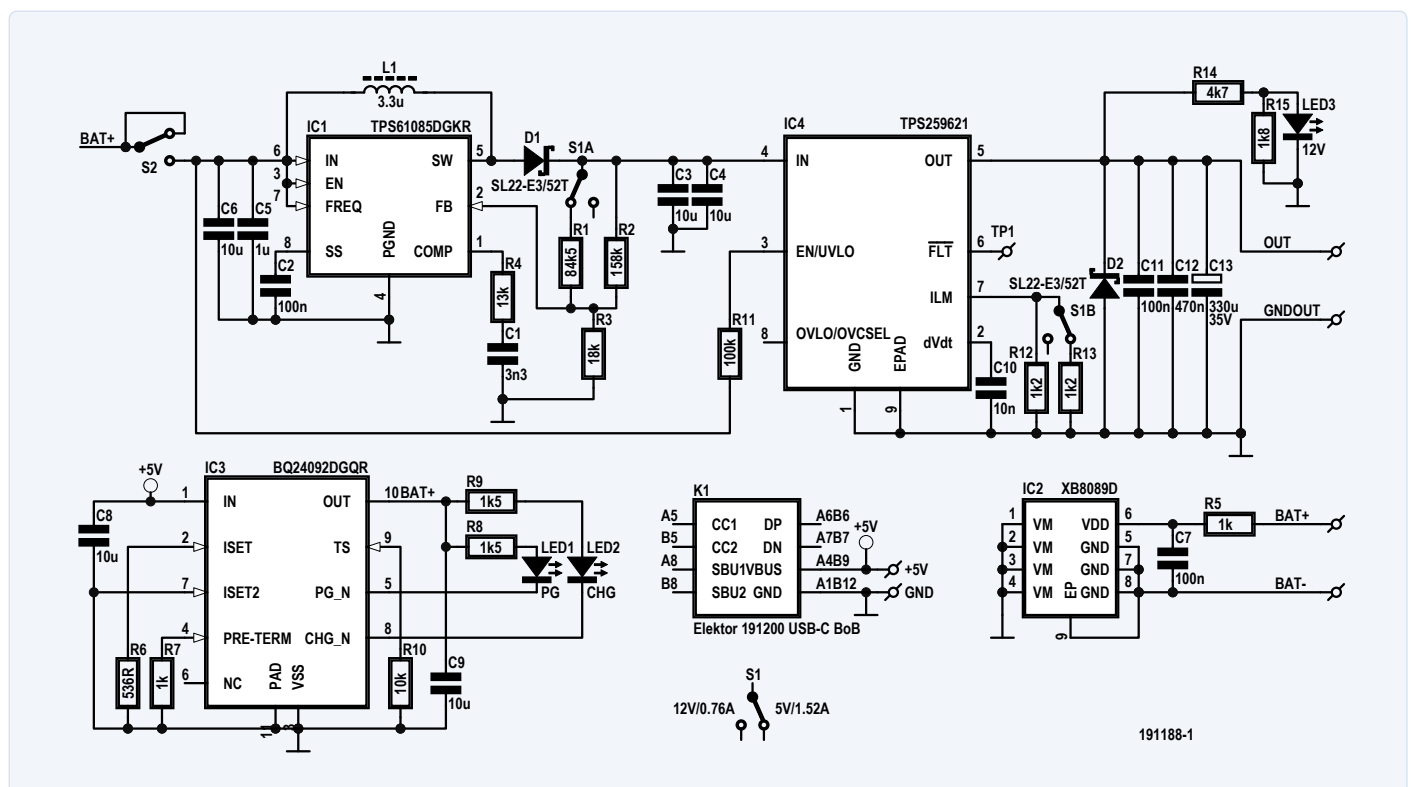 L1
3.3u
BAT+
S2
IC1
TPS61085DGKR
6
IN
3
EN
7
FREQ
8
SS
SW
5
FB
2
COMP
1
PGND
4
C6
10u
C5
1u
C2
100n
D1
SL22-E3/52T
S1A
R1
84k5
R2
158k
R4
13k
C1
3n3
R3
18k
C3
10u
C4
10u
R11
100k
IC4
TPS259621
4
IN
3
EN/UVLO
8
OVLO/OVCSEL
OUT
5
FLT
6
TP1
ILM
7
dVdt
2
GND
1
EPAD
9
C10
10n
SL22-E3/52T
S1B
R12
1k2
R13
1k2
D2
C11
100n
C12
470n
C13
330u
35V
R14
4k7
R15
1k8
LED3
12V
OUT
GNDOUT
+5V
C8
10u
IC3
BQ24092DGQR
1
IN
2
ISET
7
ISET2
4
PRE-TERM
6
NC
OUT
10
BAT+
TS
9
PG_N
5
CHG_N
8
PAD
11
VSS
3
R6
536R
R7
1k
R10
10k
C9
10u
R9
1k5
R8
1k5
LED1
PG
LED2
CHG
K1
A5
CC1
B5
CC2
A8
SBU1
B8
SBU2
DP
A6B6
DN
A7B7
VBUS
A4B9
GND
A1B12
+5V
+5V
GND
Elektor 191200 USB-C BoB
S1
12V/0.76A
5V/1.52A
IC2
XB8089D
1
VM
2
VM
3
VM
4
VM
VDD
6
GND
5
GND
7
GND
8
EP
9
R5
1k
C7
100n
BAT+
BAT-
191188-1